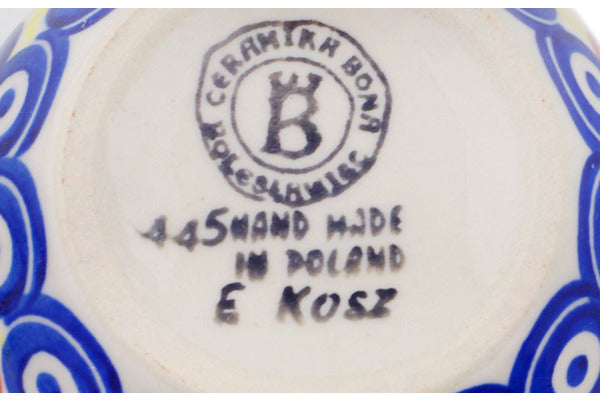 CERAMIKA BONA
BOLESŁAWIEC
B
445 HAND MADE
IN POLAND
E KOSZ